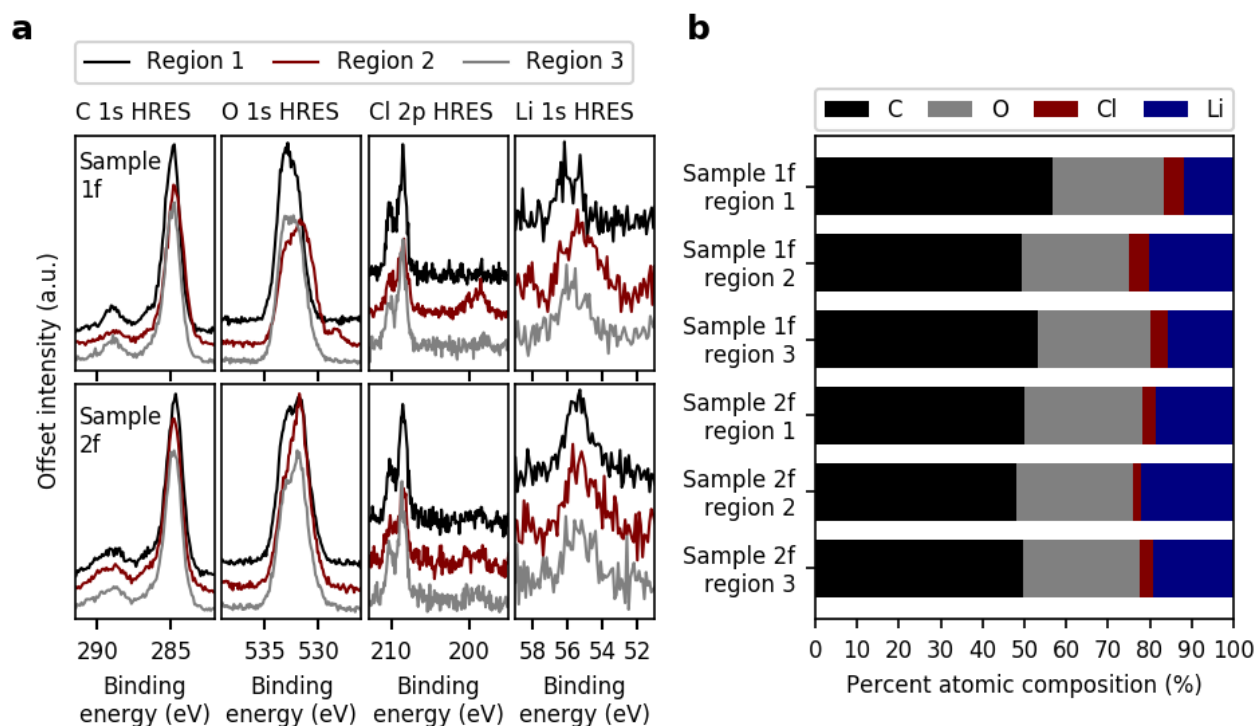 a
Region 1 Region 2 Region 3
C 1s HRES O 1s HRES Cl 2p HRES Li 1s HRES
Sample
1f
Sample
2f
Offset intensity (a.u.)
290 285 535 530 210 200 58 56 54 52
Binding Binding Binding Binding
energy (eV) energy (eV) energy (eV) energy (eV)
b
C O Cl Li
Sample 1f
region 1
Sample 1f
region 2
Sample 1f
region 3
Sample 2f
region 1
Sample 2f
region 2
Sample 2f
region 3
0 10 20 30 40 50 60 70 80 90 100
Percent atomic composition (%)